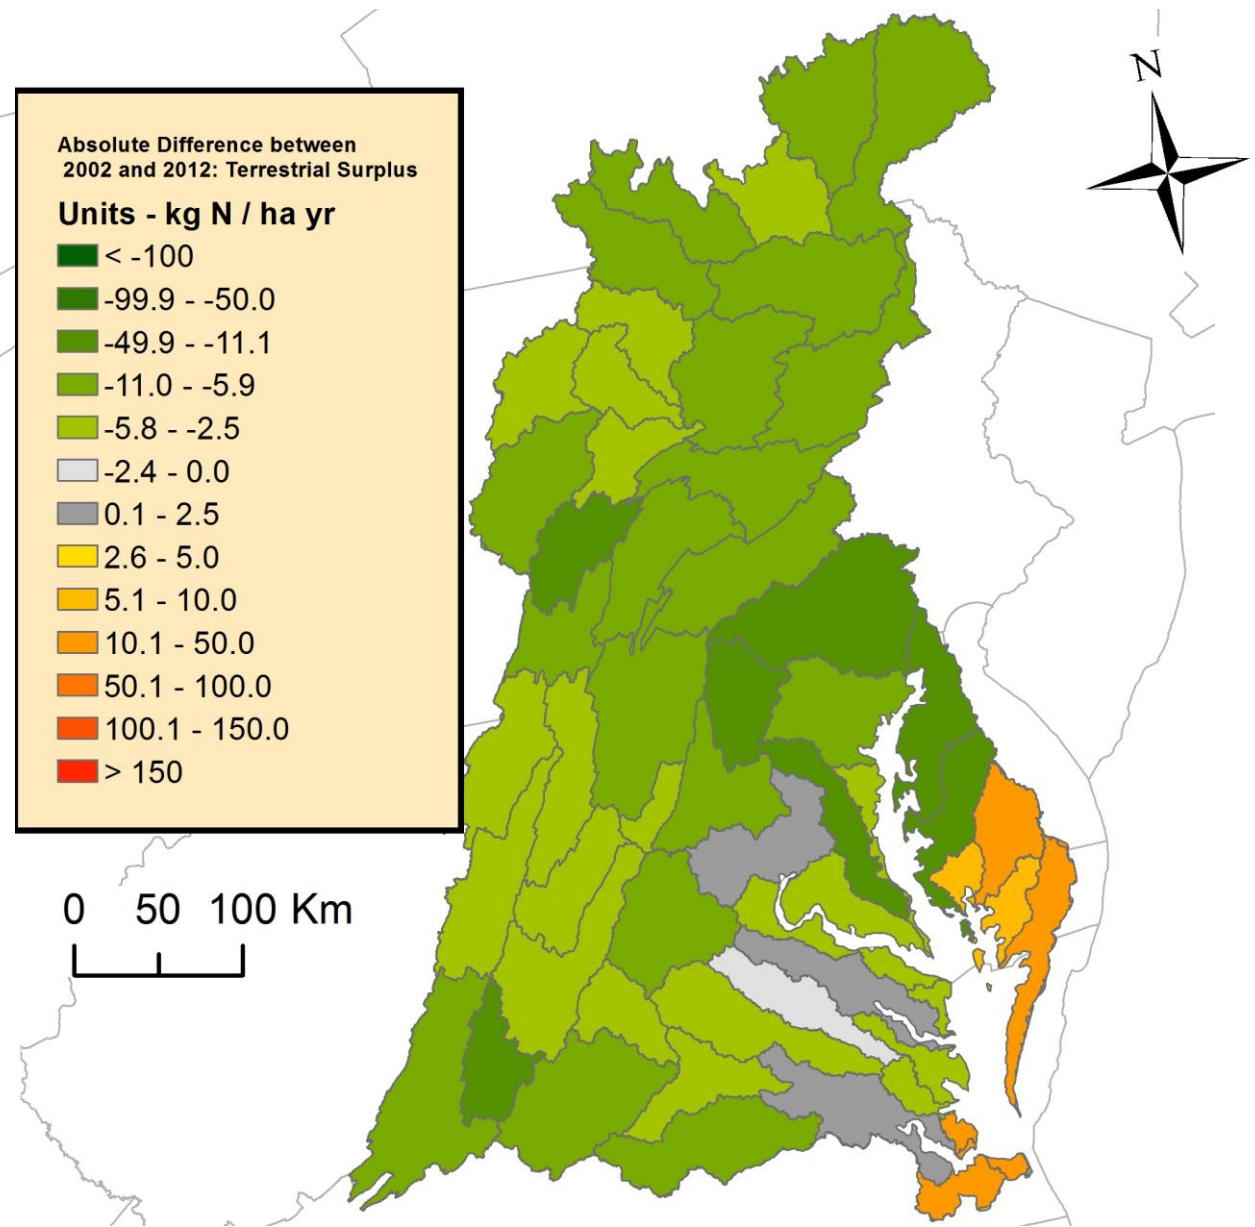 Absolute Difference between
2002 and 2012: Terrestrial Surplus
Units - kg N / ha yr
< -100
-99.9 - -50.0
-49.9 - -11.1
-11.0 - -5.9
-5.8 - -2.5
-2.4 - 0.0
0.1 - 2.5
2.6 - 5.0
5.1 - 10.0
10.1 - 50.0
50.1 - 100.0
100.1 - 150.0
> 150
N
0 50 100 Km